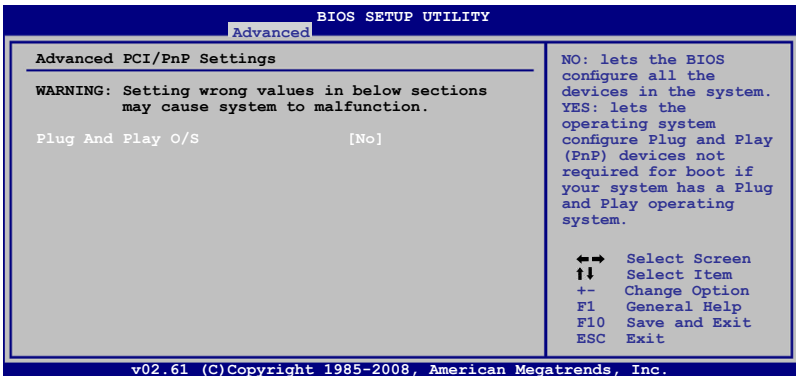 BIOS SETUP UTILITY
Advanced
Advanced PCI/PnP Settings
WARNING: Setting wrong values in below sections
may cause system to malfunction.
Plug And Play O/S [No]
NO: lets the BIOS
configure all the
devices in the system.
YES: lets the
operating system
configure Plug and Play
(PnP) devices not
required for boot if
your system has a Plug
and Play operating
system.
←→ Select Screen
↑↓ Select Item
+- Change Option
F1 General Help
F10 Save and Exit
ESC Exit
v02.61 (C)Copyright 1985-2008, American Megatrends, Inc.